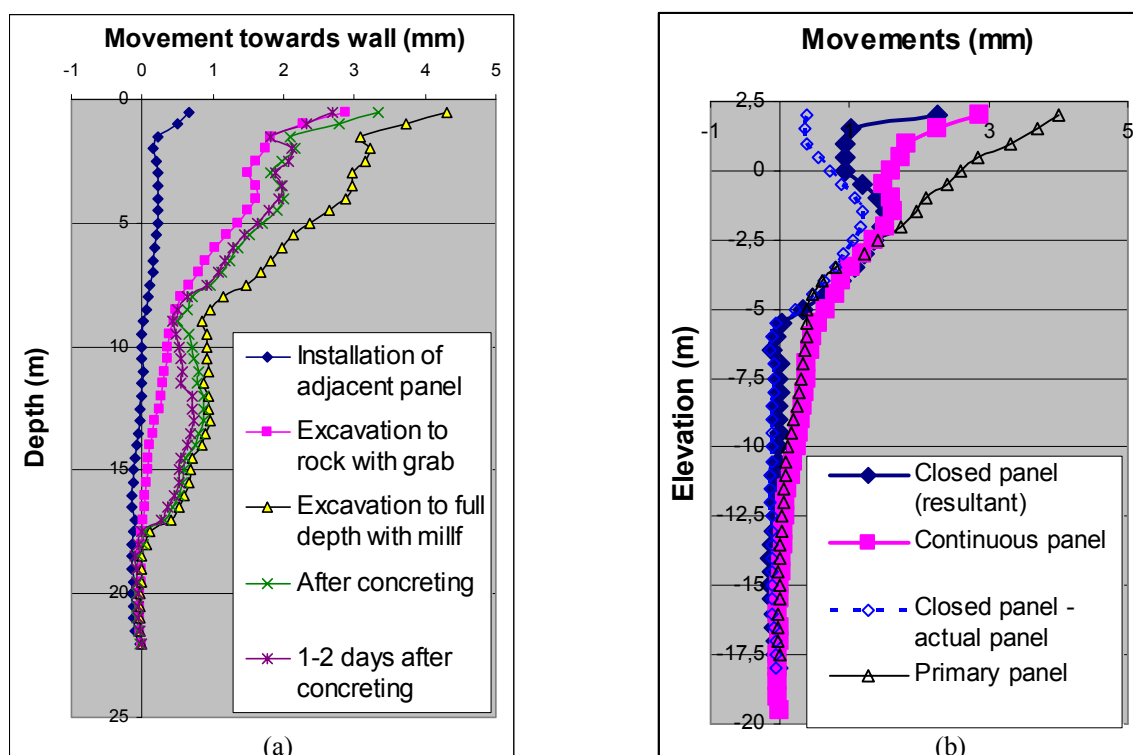 Movement towards wall (mm)
-1 0 1 2 3 4 5
0
5
10
15
20
25
Depth (m)
Installation of
adjacent panel
Excavation to
rock with grab
Excavation to full
depth with millf
After concreting
1-2 days after
concreting
(a)
Movements (mm)
-1 1 3 5
2,5
0
-2,5
-5
-7,5
-10
-12,5
-15
-17,5
-20
Elevation (m)
Closed panel
(resultant)
Continuous panel
Closed panel -
actual panel
Primary panel
(b)